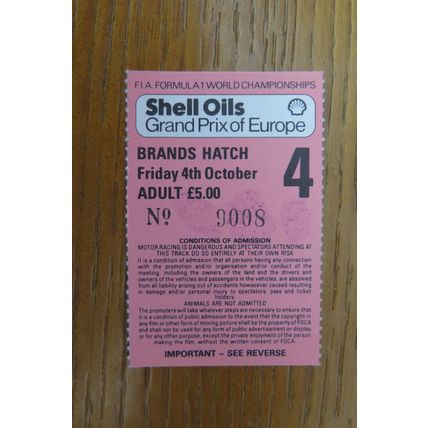 F.I.A. FORMULA 1 WORLD CHAMPIONSHIPS
Shell Oils
Grand Prix of Europe
BRANDS HATCH
Friday 4th October
ADULT £5.00
4
Nº 0008
CONDITIONS OF ADMISSION
MOTOR RACING IS DANGEROUS AND SPECTATORS ATTENDING AT
THIS TRACK DO SO ENTIRELY AT THEIR OWN RISK
It is a condition of admission that all persons having any connection
with the promotion and/or organisation and/or conduct of the
meeting, including the owners of the land and the drivers and
owners of the vehicles and passengers in the vehicles, are absolved
from all liability arising out of accidents howsoever caused resulting
in damage and/or personal injury to spectators, pass and ticket
holders
ANIMALS ARE NOT ADMITTED
The promoters will take whatever steps are necessary to ensure that
it is a condition of public admission to the event that the copyright in
any film or other form of moving picture shall be the property of FOCA
and shall not be used for any form of public advertisement or display
or for any other purpose, except the private enjoyment of the person
making the film, without the written consent of FOCA.
IMPORTANT – SEE REVERSE